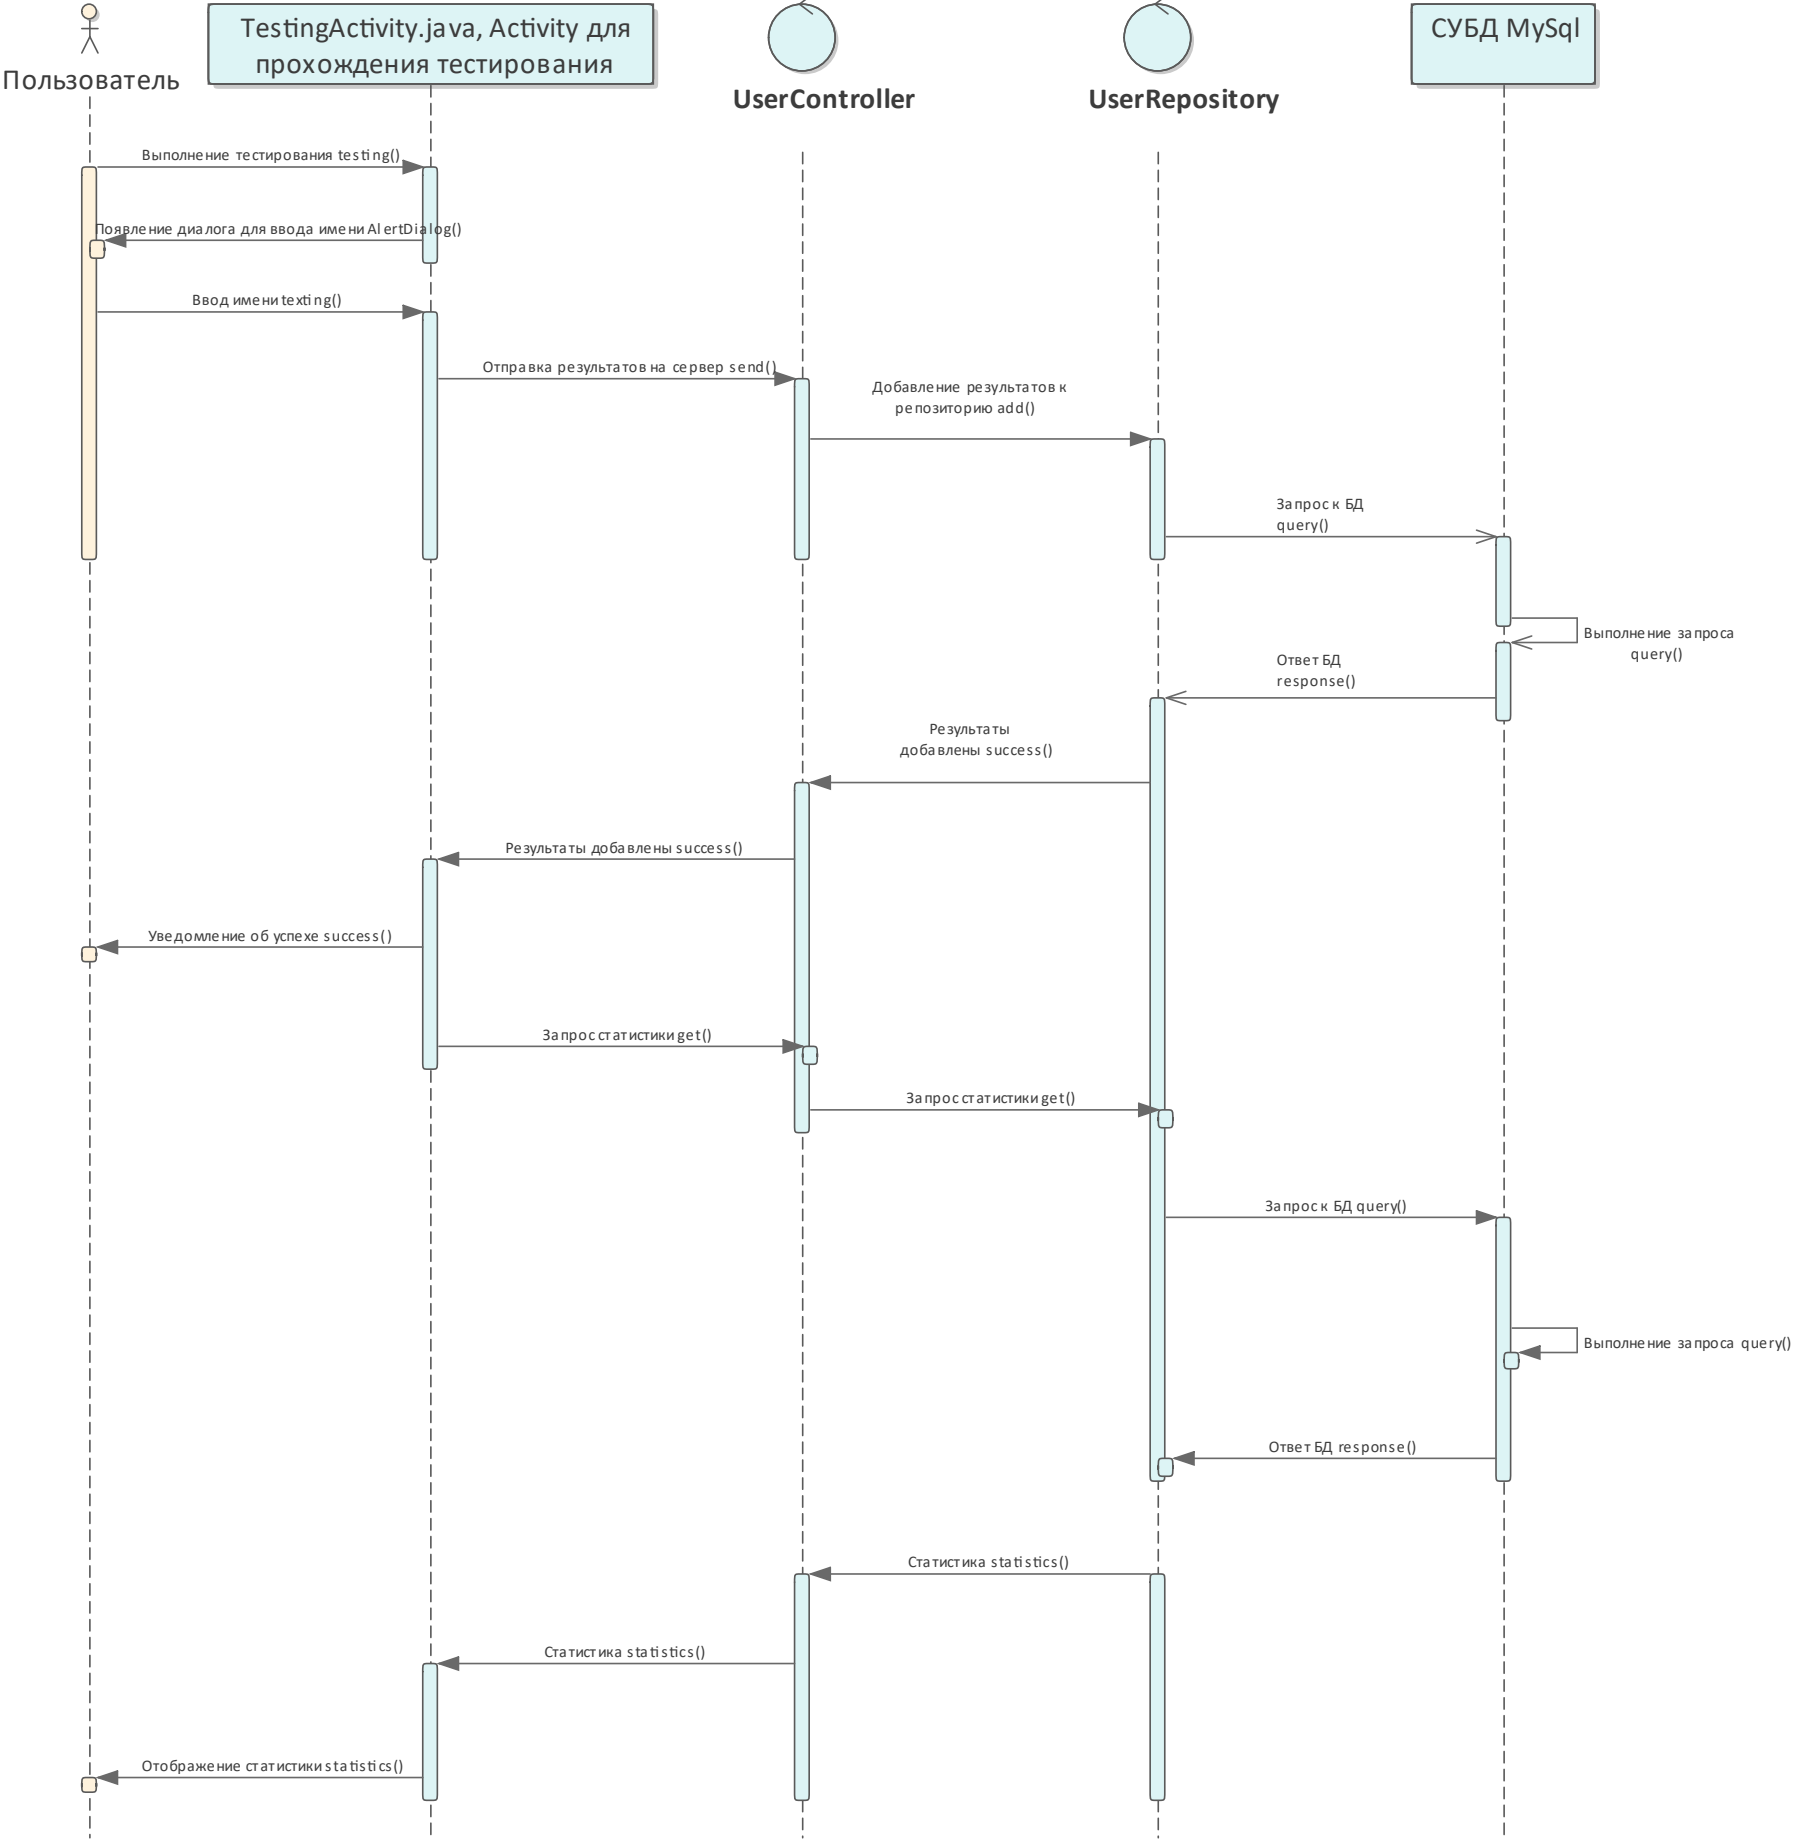 Пользователь
TestingActivity.java, Activity для
прохождения тестирования
UserController
UserRepository
СУБД MySql
Выполнение тестирования testing()
Появление диалога для ввода имени AlertDialog()
Ввод имени texting()
Отправка результатов на сервер send()
Добавление результатов к
репозиторию add()
Запрос к БД
query()
Выполнение запроса
query()
Ответ БД
response()
Результаты
добавлены success()
Результаты добавлены success()
Уведомление об успехе success()
Запрос статистики get()
Запрос статистики get()
Запрос к БД query()
Выполнение запроса query()
Ответ БД response()
Статистика statistics()
Статистика statistics()
Отображение статистики statistics()